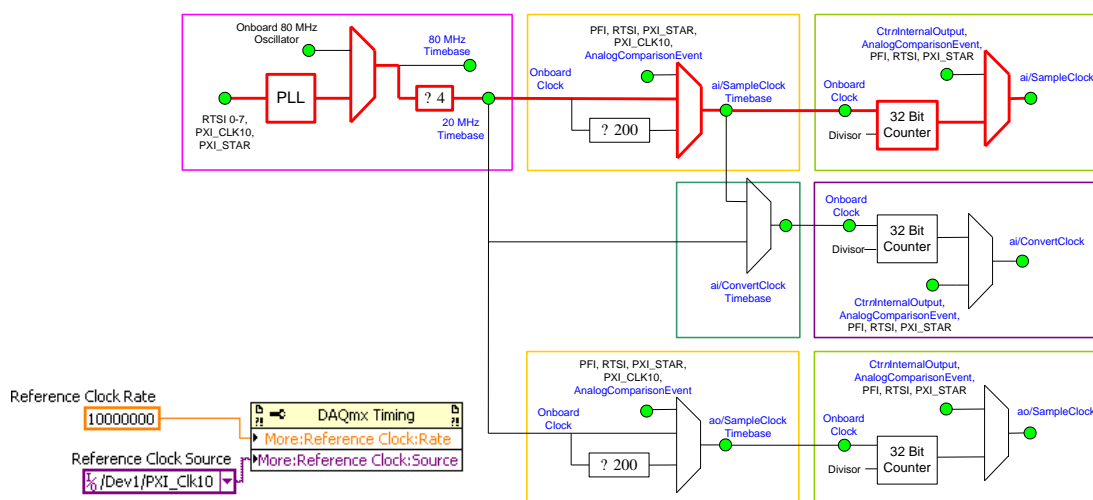 Onboard 80 MHz
Oscillator
80 MHz
Timebase
PLL
? 4
RTSI 0-7,
PXI_CLK10,
PXI_STAR
20 MHz
Timebase
PFI, RTSI, PXI_STAR,
PXI_CLK10,
AnalogComparisonEvent
Onboard
Clock
? 200
ai/SampleClock
Timebase
CtrnInternalOutput,
AnalogComparisonEvent,
PFI, RTSI, PXI_STAR
Onboard
Clock
Divisor
32 Bit
Counter
ai/SampleClock
ai/ConvertClock
Timebase
Onboard
Clock
Divisor
32 Bit
Counter
ai/ConvertClock
CtrnInternalOutput,
AnalogComparisonEvent,
PFI, RTSI, PXI_STAR
PFI, RTSI, PXI_STAR,
PXI_CLK10,
AnalogComparisonEvent
Onboard
Clock
? 200
ao/SampleClock
Timebase
CtrnInternalOutput,
AnalogComparisonEvent,
PFI, RTSI, PXI_STAR
Onboard
Clock
Divisor
32 Bit
Counter
ao/SampleClock
Reference Clock Rate
10000000
Reference Clock Source
I/O /Dev1/PXI_Clk10
?! DAQmx Timing ?!
More:Reference Clock:Rate
More:Reference Clock:Source